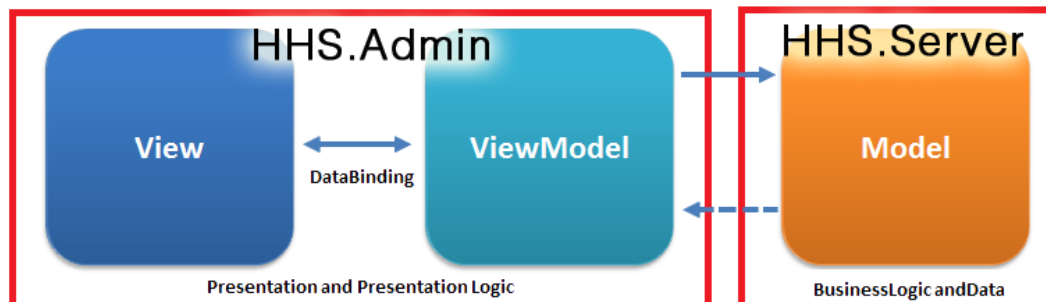 HHS.Admin
HHS.Server
View
ViewModel
Model
DataBinding
Presentation and Presentation Logic
BusinessLogic andData